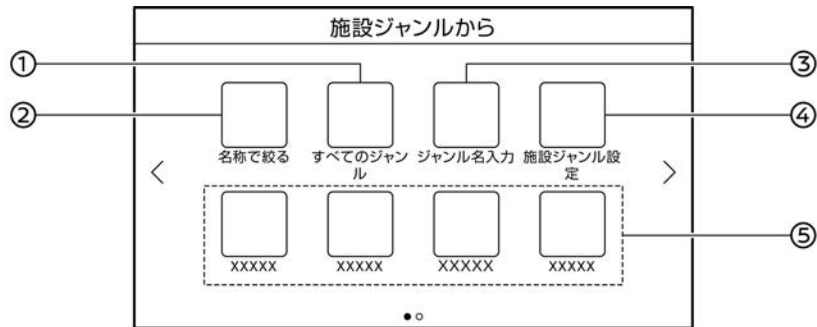 施設ジャンルから
①
③
②
④
名称で絞る
すべてのジャン
ル
ジャンル名入力
施設ジャンル設
定
<
>
⑤
XXXXX
XXXXX
XXXXX
XXXXX